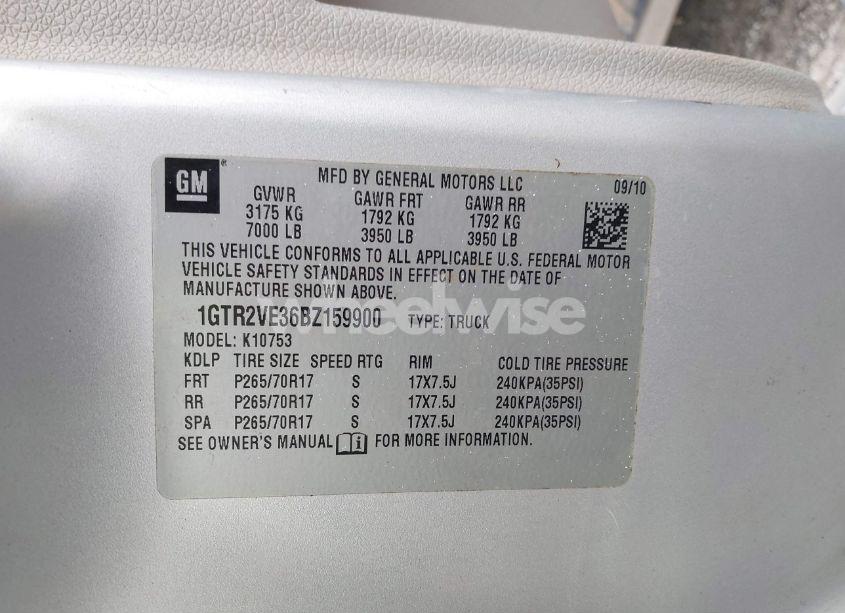 GM
MFD BY GENERAL MOTORS LLC 09/10
GVWR GAWR FRT GAWR RR
3175 KG 1792 KG 1792 KG
7000 LB 3950 LB 3950 LB
THIS VEHICLE CONFORMS TO ALL APPLICABLE U.S. FEDERAL MOTOR
VEHICLE SAFETY STANDARDS IN EFFECT ON THE DATE OF
MANUFACTURE SHOWN ABOVE.
1GTR2VE36BZ159900 TYPE: TRUCK
wheelwise
MODEL: K10753
KDLP TIRE SIZE SPEED RTG RIM COLD TIRE PRESSURE
FRT P265/70R17 S 17X7.5J 240KPA(35PSI)
RR P265/70R17 S 17X7.5J 240KPA(35PSI)
SPA P265/70R17 S 17X7.5J 240KPA(35PSI)
SEE OWNER'S MANUAL i FOR MORE INFORMATION.